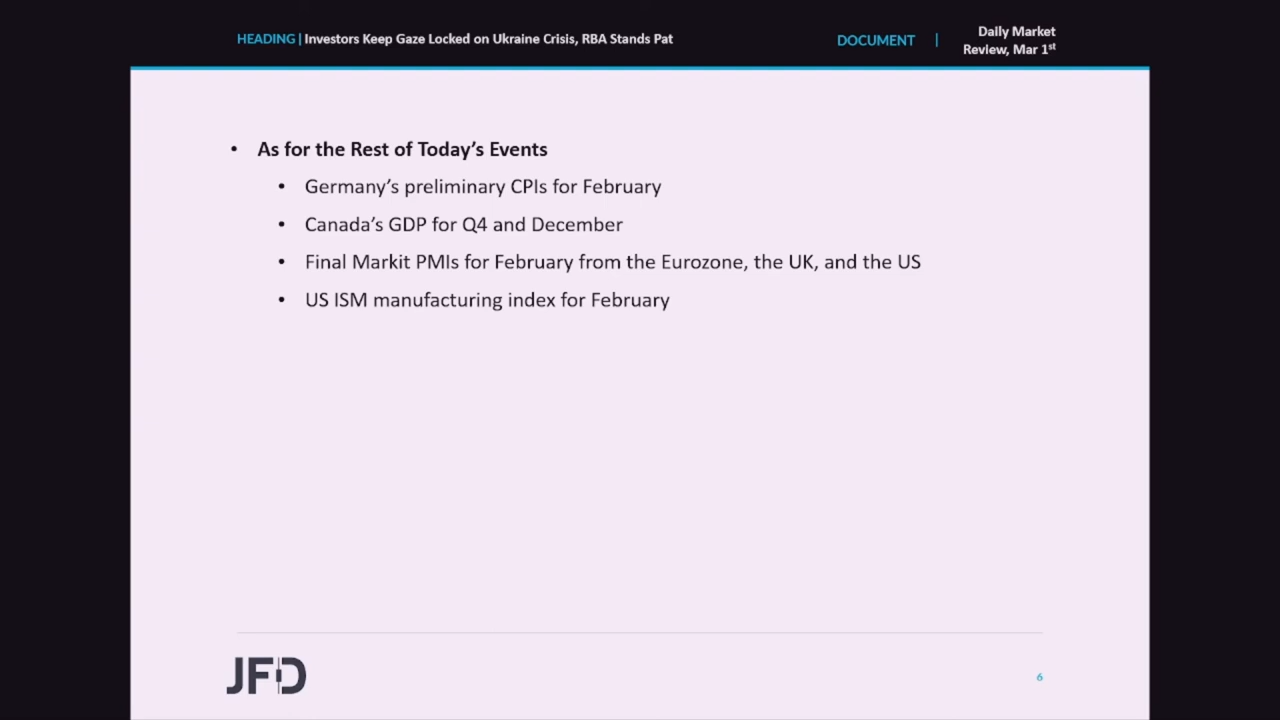 HEADING | Investors Keep Gaze Locked on Ukraine Crisis, RBA Stands Pat
DOCUMENT |
Daily Market
Review, Mar 1st
• As for the Rest of Today’s Events
• Germany’s preliminary CPIs for February
• Canada’s GDP for Q4 and December
• Final Markit PMIs for February from the Eurozone, the UK, and the US
• US ISM manufacturing index for February
JFD
6